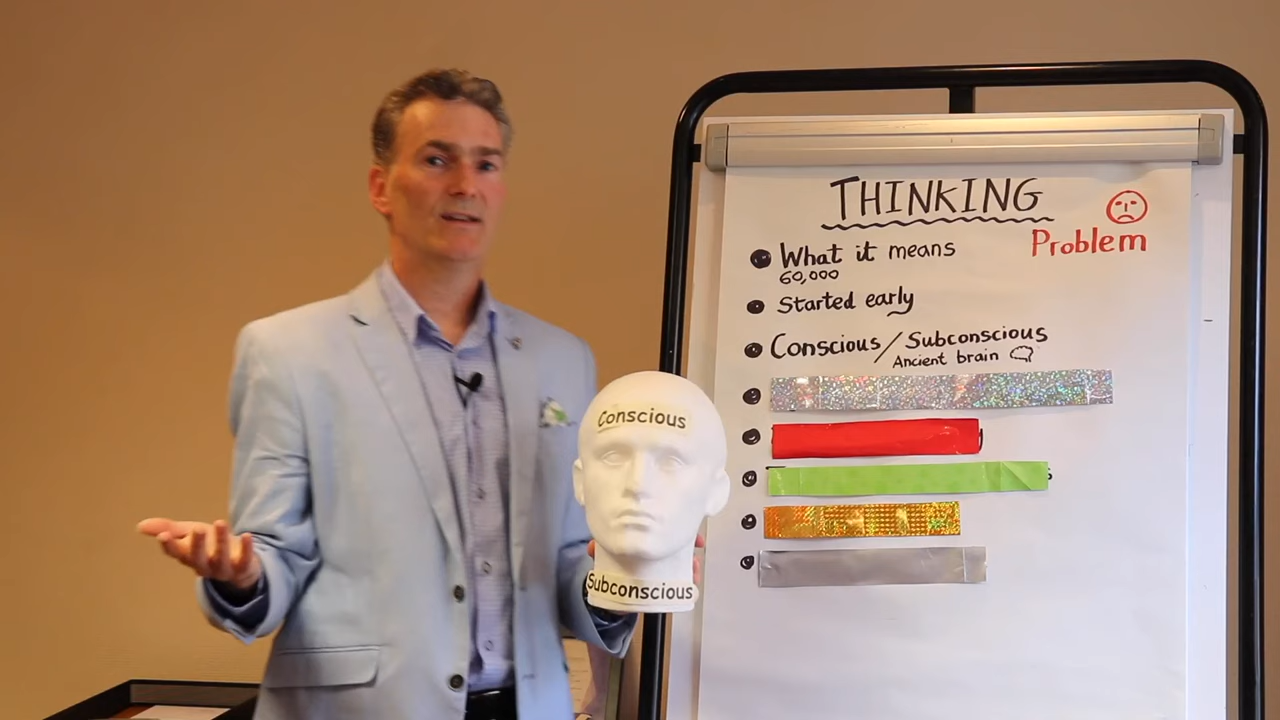 THINKING
Problem
What it means
60,000
Started early
Conscious/Subconscious
Ancient brain
Conscious
Subconscious